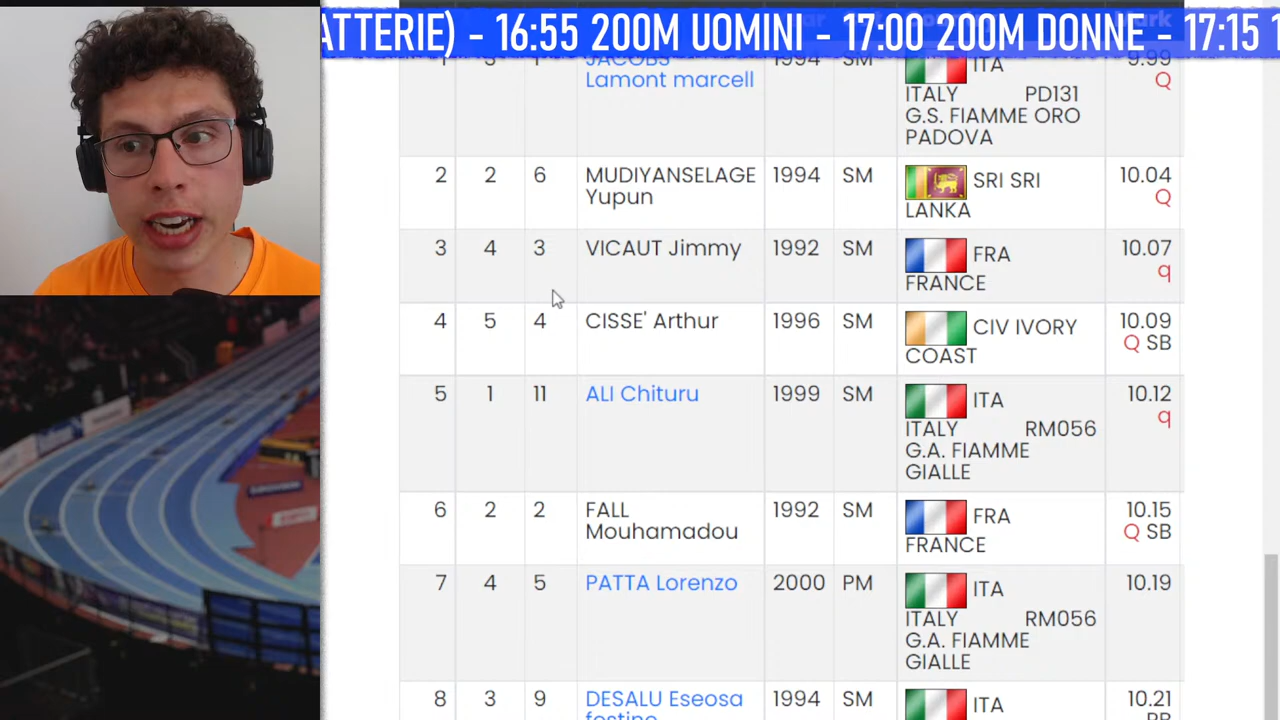 ATTERIE) - 16:55 200M UOMINI - 17:00 200M DONNE - 17:15
JACOBS Lamont marcell 1994 SM ITA ITALY PD131 G.S. FIAMME ORO PADOVA 9.99 Q
2 2 6 MUDIYANSELAGE Yupun 1994 SM SRI SRI LANKA 10.04 Q
3 4 3 VICAUT Jimmy 1992 SM FRA FRANCE 10.07 q
4 5 4 CISSE' Arthur 1996 SM CIV IVORY COAST 10.09 Q SB
5 1 11 ALI Chituru 1999 SM ITA ITALY RM056 G.A. FIAMME GIALLE 10.12 q
6 2 2 FALL Mouhamadou 1992 SM FRA FRANCE 10.15 Q SB
7 4 5 PATTA Lorenzo 2000 PM ITA ITALY RM056 G.A. FIAMME GIALLE 10.19
8 3 9 DESALU Eseosa fostino 1994 SM ITA 10.21